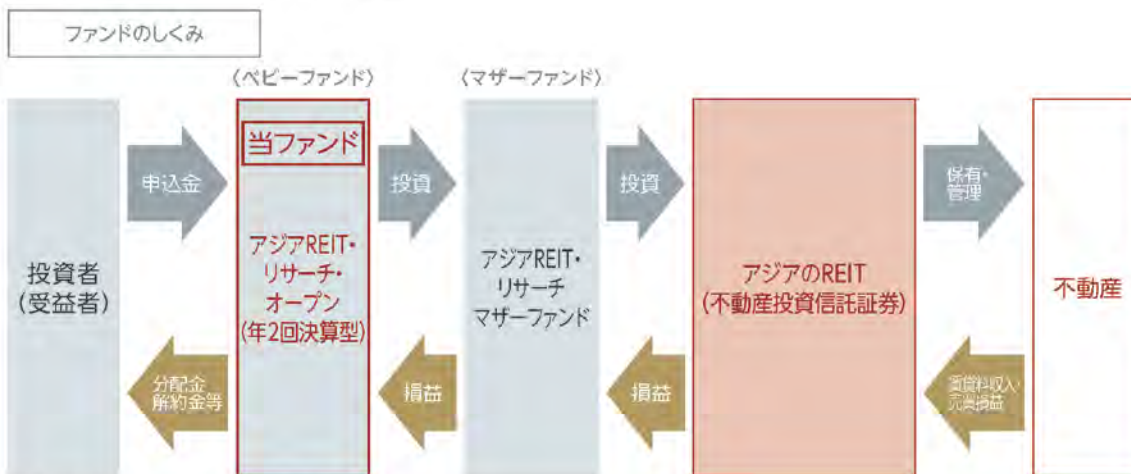 ファンドのしくみ
〈ベビーファンド〉
〈マザーファンド〉
投資者
(受益者)
申込金
分配金・
解約金等
当ファンド
アジアREIT・
リサーチ・
オープン
(年2回決算型)
投資
損益
アジアREIT・
リサーチ
マザーファンド
投資
損益
アジアのREIT
(不動産投資信託証券)
保有・
管理
賃貸料収入・
売買損益
不動産